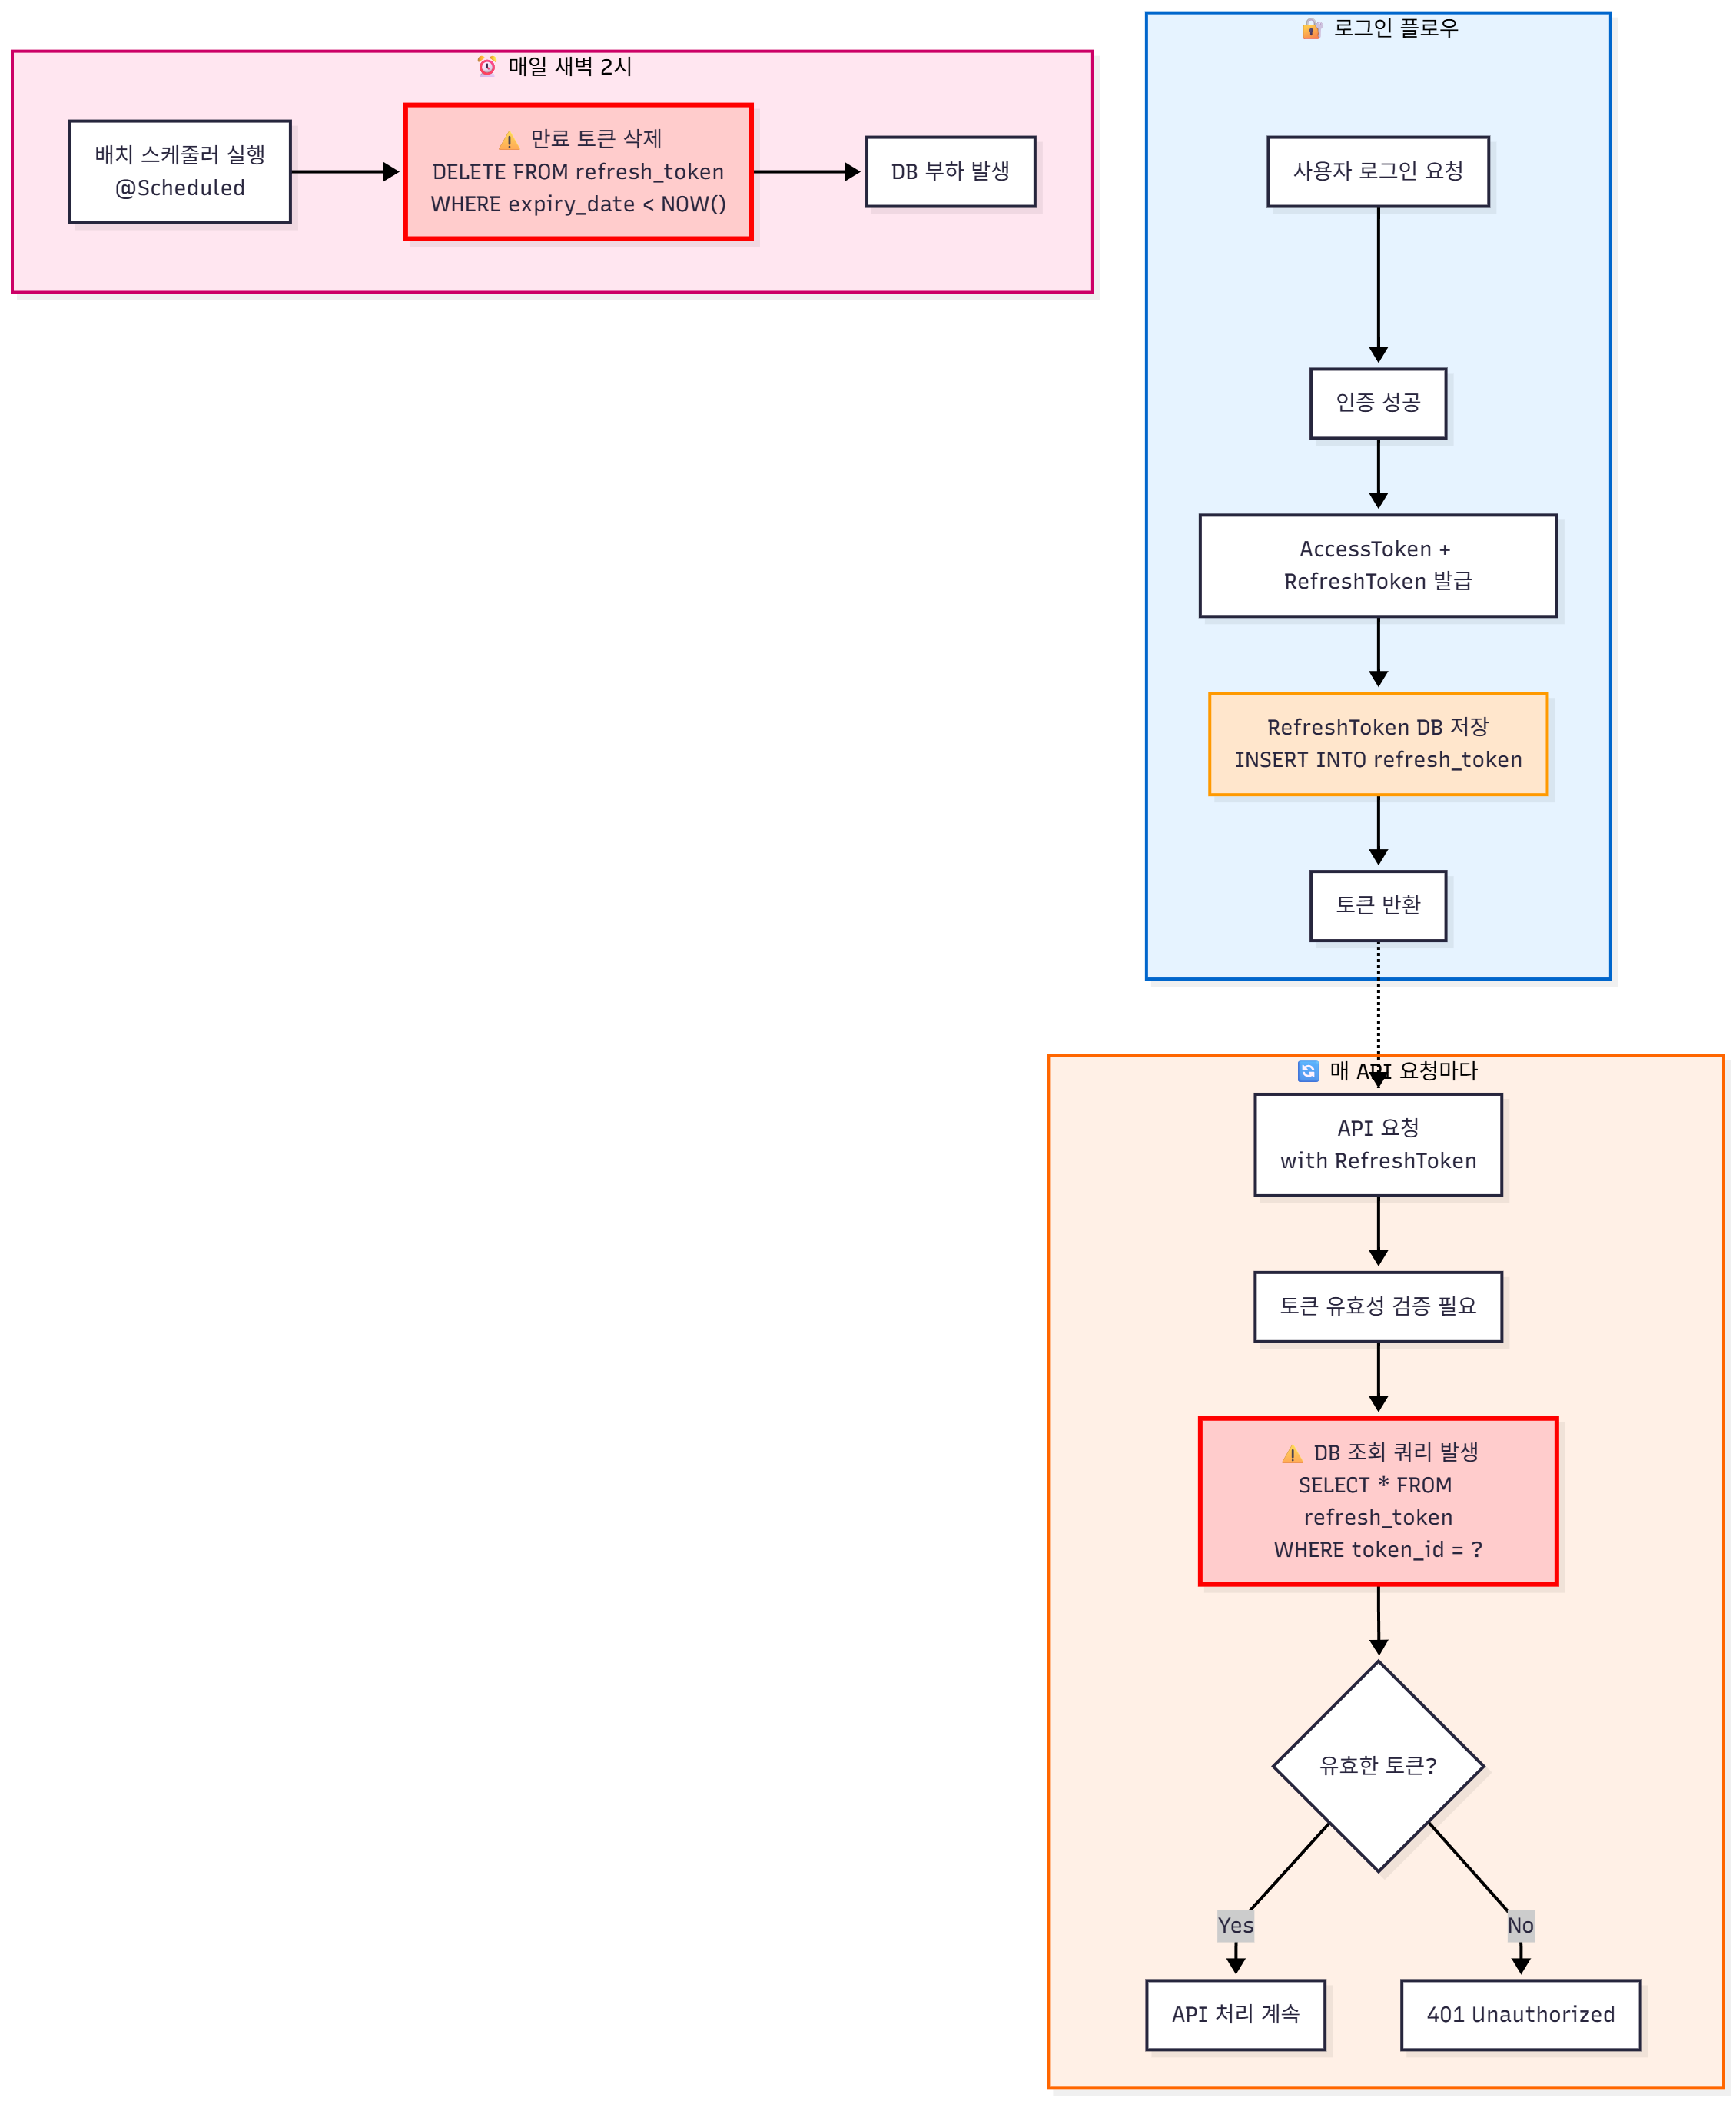 ⏰ 매일 새벽 2시
배치 스케줄러 실행
@Scheduled
⚠️ 만료 토큰 삭제
DELETE FROM refresh_token
WHERE expiry_date < NOW()
DB 부하 발생
🔐 로그인 플로우
사용자 로그인 요청
인증 성공
AccessToken +
RefreshToken 발급
RefreshToken DB 저장
INSERT INTO refresh_token
토큰 반환
🔄 매 API 요청마다
API 요청
with RefreshToken
토큰 유효성 검증 필요
⚠️ DB 조회 쿼리 발생
SELECT * FROM
refresh_token
WHERE token_id = ?
유효한 토큰?
Yes
No
API 처리 계속
401 Unauthorized